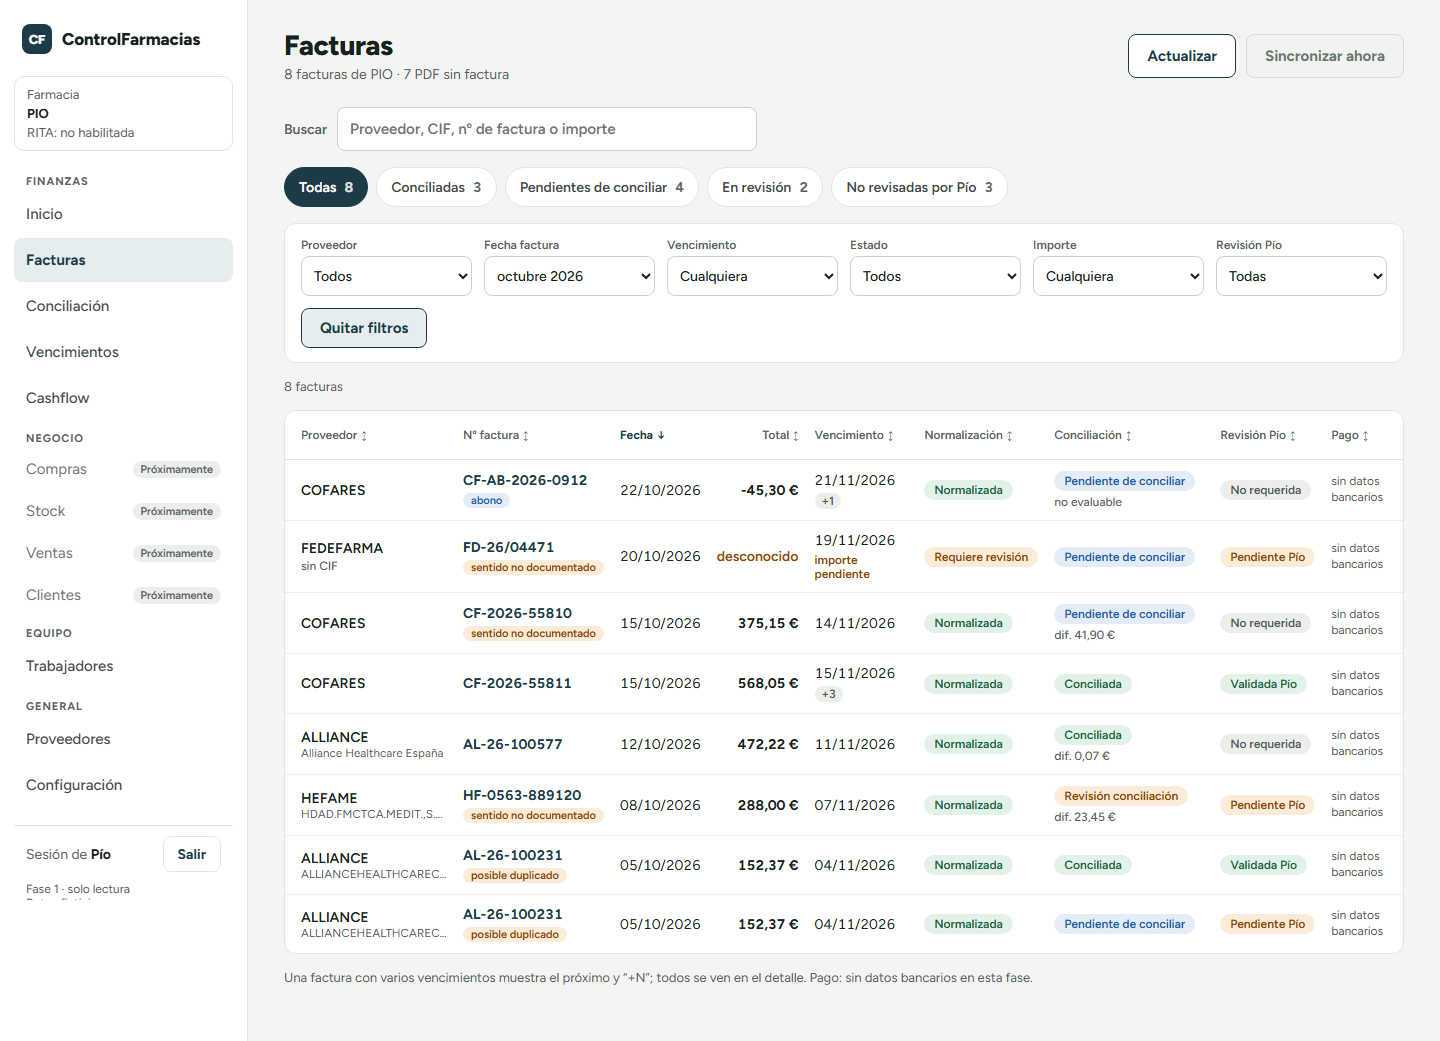 CF ControlFarmacias
Farmacia
PIO
RITA: no habilitada
FINANZAS
Inicio
Facturas
Conciliación
Vencimientos
Cashflow
NEGOCIO
Compras Próximamente
Stock Próximamente
Ventas Próximamente
Clientes Próximamente
EQUIPO
Trabajadores
GENERAL
Proveedores
Configuración
Sesión de Pío Salir
Fase 1 · solo lectura
Facturas
8 facturas de PIO · 7 PDF sin factura
Actualizar Sincronizar ahora
Buscar Proveedor, CIF, nº de factura o importe
Todas 8 Conciliadas 3 Pendientes de conciliar 4 En revisión 2 No revisadas por Pío 3
Proveedor Fecha factura Vencimiento Estado Importe Revisión Pío
Todos octubre 2026 Cualquiera Todos Cualquiera Todas
Quitar filtros
8 facturas
Proveedor ↕ Nº factura ↕ Fecha ↓ Total ↕ Vencimiento ↕ Normalización ↕ Conciliación ↕ Revisión Pío ↕ Pago ↕
COFARES CF-AB-2026-0912 abono 22/10/2026 -45,30 € 21/11/2026 +1 Normalizada Pendiente de conciliar no evaluable No requerida sin datos bancarios
FEDEFARMA sin CIF FD-26/04471 sentido no documentado 20/10/2026 desconocido 19/11/2026 importe pendiente Requiere revisión Pendiente de conciliar Pendiente Pío sin datos bancarios
COFARES CF-2026-55810 sentido no documentado 15/10/2026 375,15 € 14/11/2026 Normalizada Pendiente de conciliar dif. 41,90 € No requerida sin datos bancarios
COFARES CF-2026-55811 15/10/2026 568,05 € 15/11/2026 +3 Normalizada Conciliada Validada Pío sin datos bancarios
ALLIANCE Alliance Healthcare España AL-26-100577 12/10/2026 472,22 € 11/11/2026 Normalizada Conciliada dif. 0,07 € No requerida sin datos bancarios
HEFAME HDAD.FMCTCA.MEDIT.,S.... HF-0563-889120 sentido no documentado 08/10/2026 288,00 € 07/11/2026 Normalizada Revisión conciliación dif. 23,45 € Pendiente Pío sin datos bancarios
ALLIANCE ALLIANCEHEALTHCAREC... AL-26-100231 posible duplicado 05/10/2026 152,37 € 04/11/2026 Normalizada Conciliada Validada Pío sin datos bancarios
ALLIANCE ALLIANCEHEALTHCAREC... AL-26-100231 posible duplicado 05/10/2026 152,37 € 04/11/2026 Normalizada Pendiente de conciliar Pendiente Pío sin datos bancarios
Una factura con varios vencimientos muestra el próximo y “+N”; todos se ven en el detalle. Pago: sin datos bancarios en esta fase.